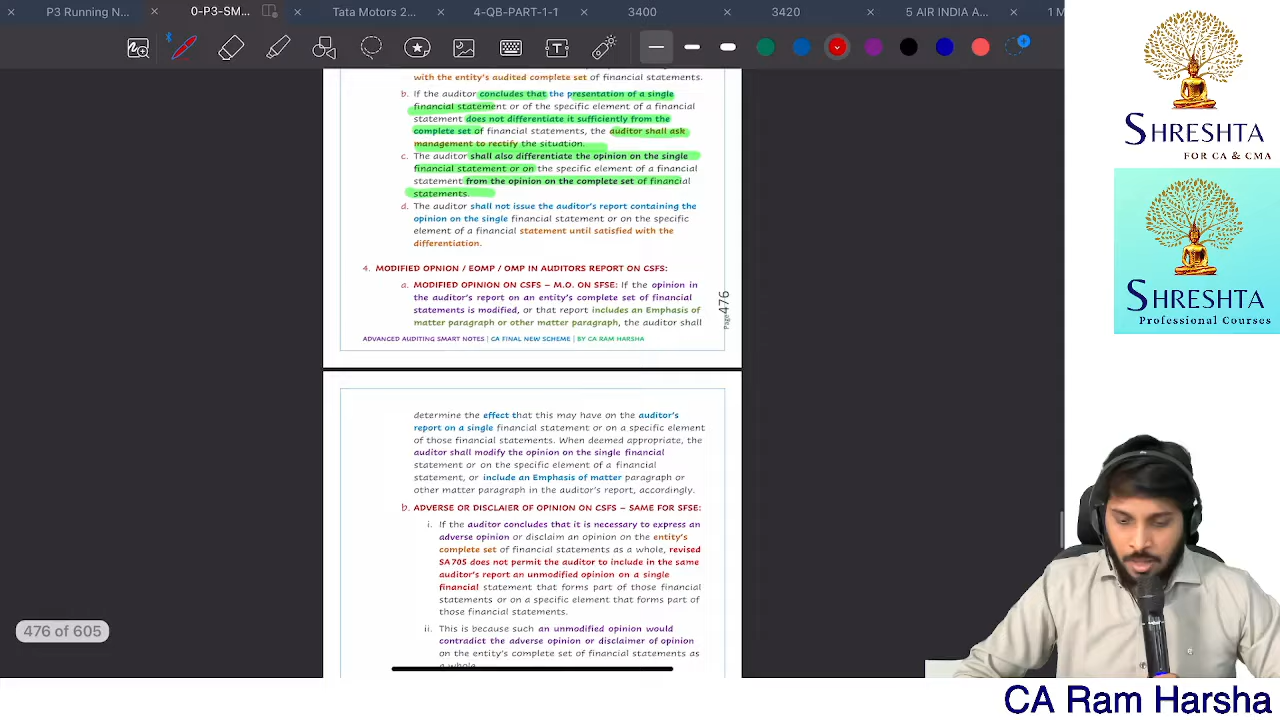 P3 Running N...
0-P3-SM...
Tata Motors 2...
4-QB-PART-1-1
3400
3420
5 AIR INDIA A...
1 M
with the entity's audited complete set of financial statements.
b. If the auditor concludes that the presentation of a single
financial statement or of the specific element of a financial
statement does not differentiate it sufficiently from the
complete set of financial statements, the auditor shall ask
management to rectify the situation.
c. The auditor shall also differentiate the opinion on the single
financial statement or on the specific element of a financial
statement from the opinion on the complete set of financial
statements.
d. The auditor shall not issue the auditor's report containing the
opinion on the single financial statement or on the specific
element of a financial statement until satisfied with the
differentiation.
4. MODIFIED OPNION / EOMP / OMP IN AUDITORS REPORT ON CSFS:
a. MODIFIED OPINION ON CSFS – M.O. ON SFSE: If the opinion in
the auditor's report on an entity's complete set of financial
statements is modified, or that report includes an Emphasis of
matter paragraph or other matter paragraph, the auditor shall
Page 476
ADVANCED AUDITING SMART NOTES | CA FINAL NEW SCHEME | BY CA RAM HARSHA
determine the effect that this may have on the auditor's
report on a single financial statement or on a specific element
of those financial statements. When deemed appropriate, the
auditor shall modify the opinion on the single financial
statement or on the specific element of a financial
statement, or include an Emphasis of matter paragraph or
other matter paragraph in the auditor's report, accordingly.
b. ADVERSE OR DISCLAIER OF OPINION ON CSFS – SAME FOR SFSE:
i. If the auditor concludes that it is necessary to express an
adverse opinion or disclaim an opinion on the entity's
complete set of financial statements as a whole, revised
SA 705 does not permit the auditor to include in the same
auditor's report an unmodified opinion on a single
financial statement that forms part of those financial
statements or on a specific element that forms part of
those financial statements.
ii. This is because such an unmodified opinion would
contradict the adverse opinion or disclaimer of opinion
on the entity's complete set of financial statements as
a whole.
476 of 605
SHRESHTA
FOR CA & CMA
SHRESHTA
Professional Courses
CA Ram Harsha